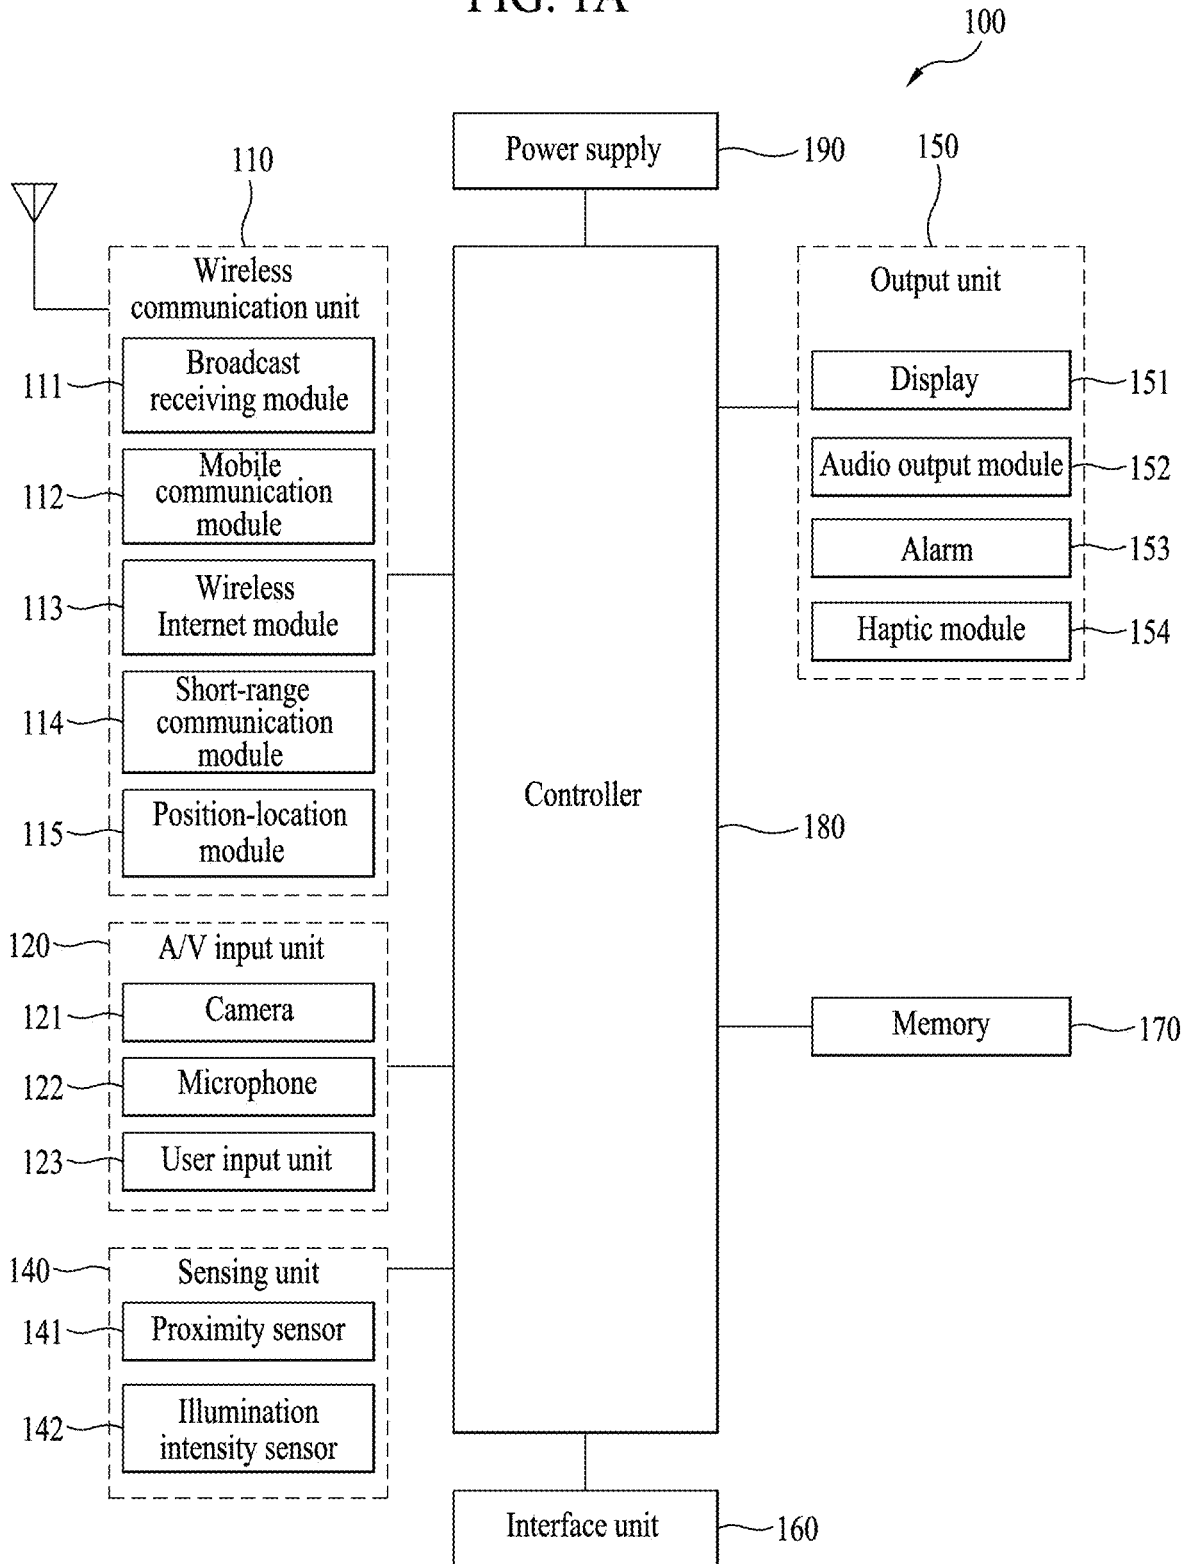 FIG. 1A
100
Power supply
190
110
150
Wireless
communication unit
Output unit
Broadcast
receiving module
111
Mobile
communication
module
112
Wireless
Internet module
113
Short-range
communication
module
114
Position-location
module
115
Display
151
Audio output module
152
Alarm
153
Haptic module
154
Controller
180
120
A/V input unit
Camera
121
Microphone
122
User input unit
123
Memory
170
140
Sensing unit
Proximity sensor
141
Illumination
intensity sensor
142
Interface unit
160